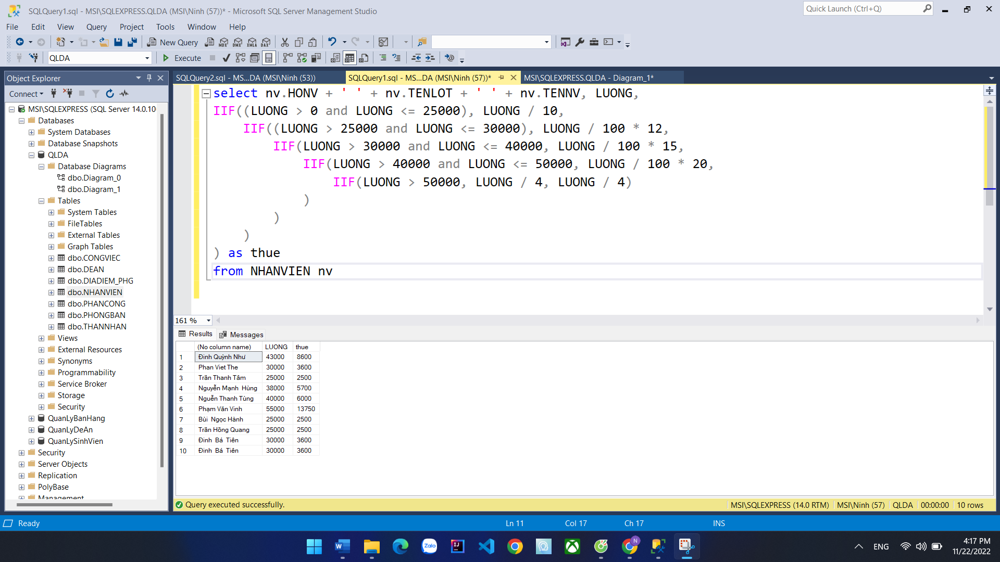 SQLQuery1.sql - MSI\SQLEXPRESS.QLDA (MSI\Ninh (57))* - Microsoft SQL Server Management Studio
Quick Launch (Ctrl+Q)
File Edit View Query Project Tools Window Help
New Query MDX DMX XMLA DAX
QLDA Execute
Object Explorer
SQLQuery2.sql - MS...DA (MSI\Ninh (53))
SQLQuery1.sql - MS...DA (MSI\Ninh (57))*
MSI\SQLEXPRESS.QLDA - Diagram_1*
Connect
MSI\SQLEXPRESS (SQL Server 14.0.10
Databases
System Databases
Database Snapshots
QLDA
Database Diagrams
dbo.Diagram_0
dbo.Diagram_1
Tables
System Tables
FileTables
External Tables
Graph Tables
dbo.CONGVIEC
dbo.DEAN
dbo.DIADIEM_PHG
dbo.NHANVIEN
dbo.PHANCONG
dbo.PHONGBAN
dbo.THANNHAN
Views
External Resources
Synonyms
Programmability
Service Broker
Storage
Security
QuanLyBanHang
QuanLyDeAn
QuanLySinhVien
Security
Server Objects
Replication
PolyBase
Management
select nv.HONV + ' ' + nv.TENLOT + ' ' + nv.TENNV, LUONG,
IIF((LUONG > 0 and LUONG <= 25000), LUONG / 10,
IIF((LUONG > 25000 and LUONG <= 30000), LUONG / 100 * 12,
IIF(LUONG > 30000 and LUONG <= 40000, LUONG / 100 * 15,
IIF(LUONG > 40000 and LUONG <= 50000, LUONG / 100 * 20,
IIF(LUONG > 50000, LUONG / 4, LUONG / 4)
)
)
)
) as thue
from NHANVIEN nv
161 %
Results Messages
(No column name) LUONG thue
1 Đinh Quỳnh Như 43000 8600
2 Phan Viet The 30000 3600
3 Trần Thanh Tâm 25000 2500
4 Nguyễn Mạnh Hùng 38000 5700
5 Nguễn Thanh Tùng 40000 6000
6 Phạm Văn Vinh 55000 13750
7 Bùi Ngọc Hành 25000 2500
8 Trần Hồng Quang 25000 2500
9 Đinh Bá Tiên 30000 3600
10 Đinh Bá Tiên 30000 3600
Query executed successfully.
MSI\SQLEXPRESS (14.0 RTM) MSI\Ninh (57) QLDA 00:00:00 10 rows
Ready Ln 11 Col 17 Ch 17 INS
Zalo
IJ
N
ENG
4:17 PM
11/22/2022